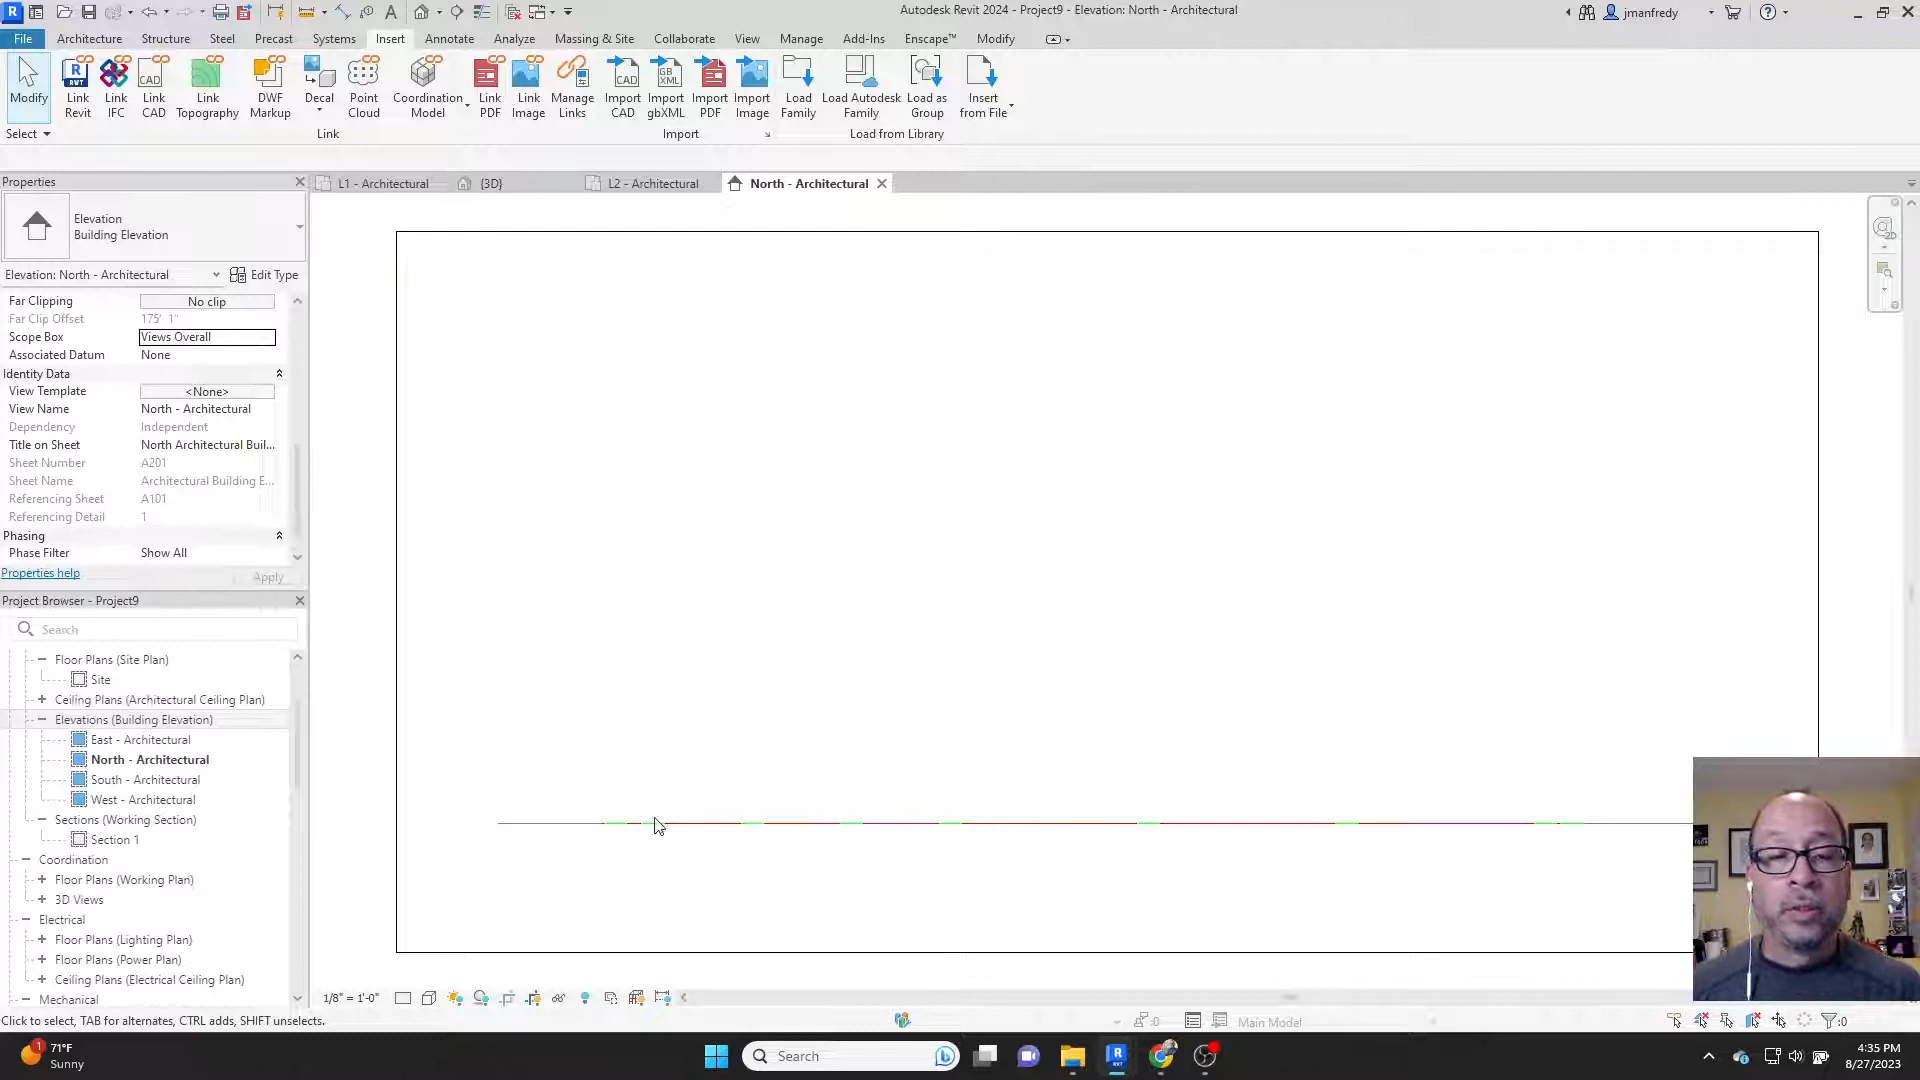 Autodesk Revit 2024 - Project9 - Elevation: North - Architectural
jmanfredy
File Architecture Structure Steel Precast Systems Insert Annotate Analyze Massing & Site Collaborate View Manage Add-Ins Enscape™ Modify
Modify
Link Revit
Link IFC
Link CAD
Link Topography
DWF Markup
Decal
Point Cloud
Coordination Model
Link PDF
Link Image
Manage Links
Import CAD
Import gbXML
Import PDF
Import Image
Load Family
Load Autodesk Family
Load as Group
Insert from File
Select Link Import Load from Library
Properties
L1 - Architectural
{3D}
L2 - Architectural
North - Architectural
Elevation
Building Elevation
Elevation: North - Architectural
Edit Type
Far Clipping No clip
Far Clip Offset 175' 1"
Scope Box Views Overall
Associated Datum None
Identity Data
View Template <None>
View Name North - Architectural
Dependency Independent
Title on Sheet North Architectural Buil...
Sheet Number A201
Sheet Name Architectural Building E...
Referencing Sheet A101
Referencing Detail 1
Phasing
Phase Filter Show All
Properties help Apply
Project Browser - Project9
Search
Floor Plans (Site Plan)
Site
Ceiling Plans (Architectural Ceiling Plan)
Elevations (Building Elevation)
East - Architectural
North - Architectural
South - Architectural
West - Architectural
Sections (Working Section)
Section 1
Coordination
Floor Plans (Working Plan)
3D Views
Electrical
Floor Plans (Lighting Plan)
Floor Plans (Power Plan)
Ceiling Plans (Electrical Ceiling Plan)
Mechanical
1/8" = 1'-0"
Click to select, TAB for alternates, CTRL adds, SHIFT unselects.
:0
Main Model
:0
1
71°F
Sunny
Search
4:35 PM
8/27/2023